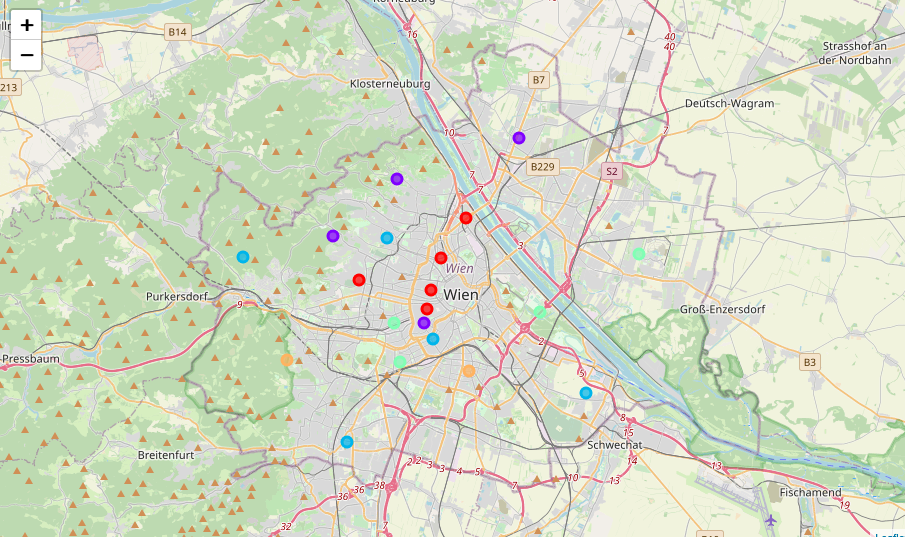 Korneuburg
16
+
−
B14
40
40
Strasshof an
der Nordbahn
Klosterneuburg
B7
213
Deutsch-Wagram
10
7
B229
7
S2
7
3
Wien
Wien
Purkersdorf
9
Groß-Enzersdorf
Pressbaum
2
B3
5
8
15
Schwechat
Breitenfurt
14
13
2
2
3
3
4
5
10
13
7
38
36
36
Fischamend
19
32
7